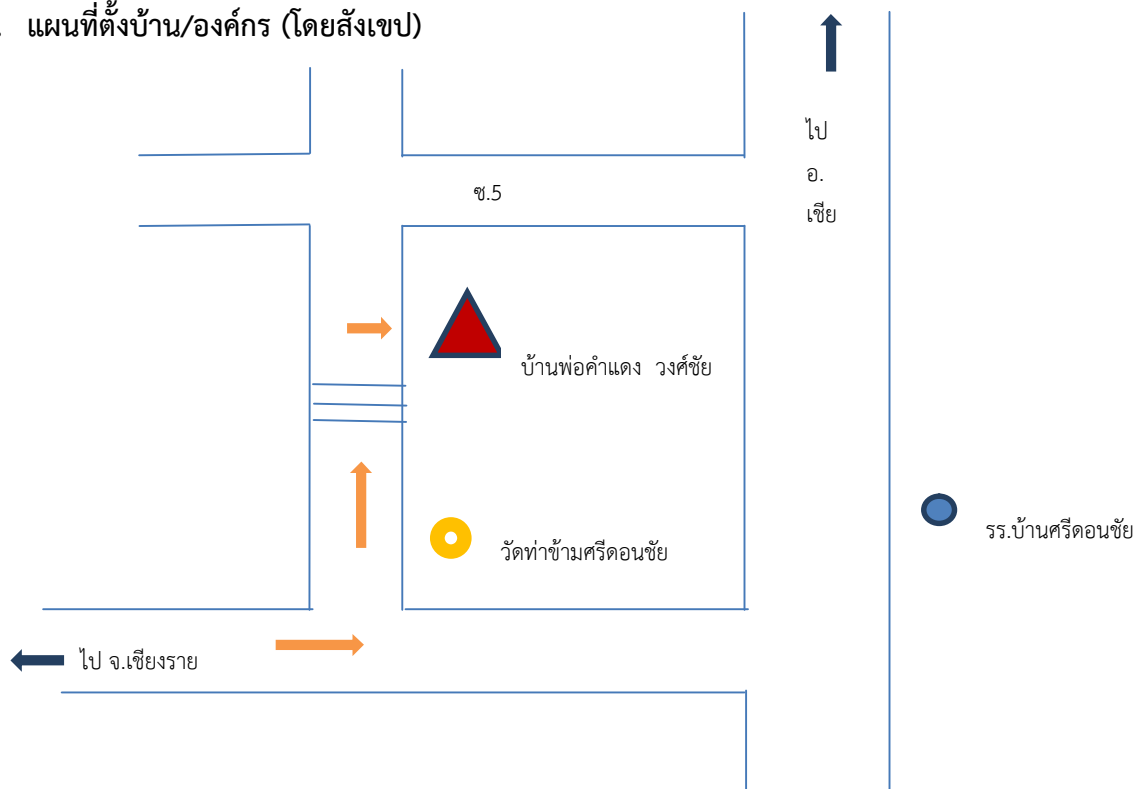 . แผนที่ตั้งบ้าน/องค์กร (โดยสังเขป)
ไป
อ.
เชีย
ซ.5
บ้านพ่อคำแดง วงศ์ชัย
รร.บ้านศรีดอนชัย
วัดท่าข้ามศรีดอนชัย
ไป จ.เชียงราย